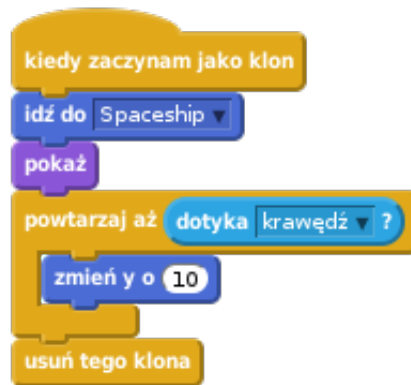 kiedy zaczynam jako klon
idź do Spaceship
pokaż
powtarzaj aż dotyka krawędź ?
zmień y o 10
usuń tego klona